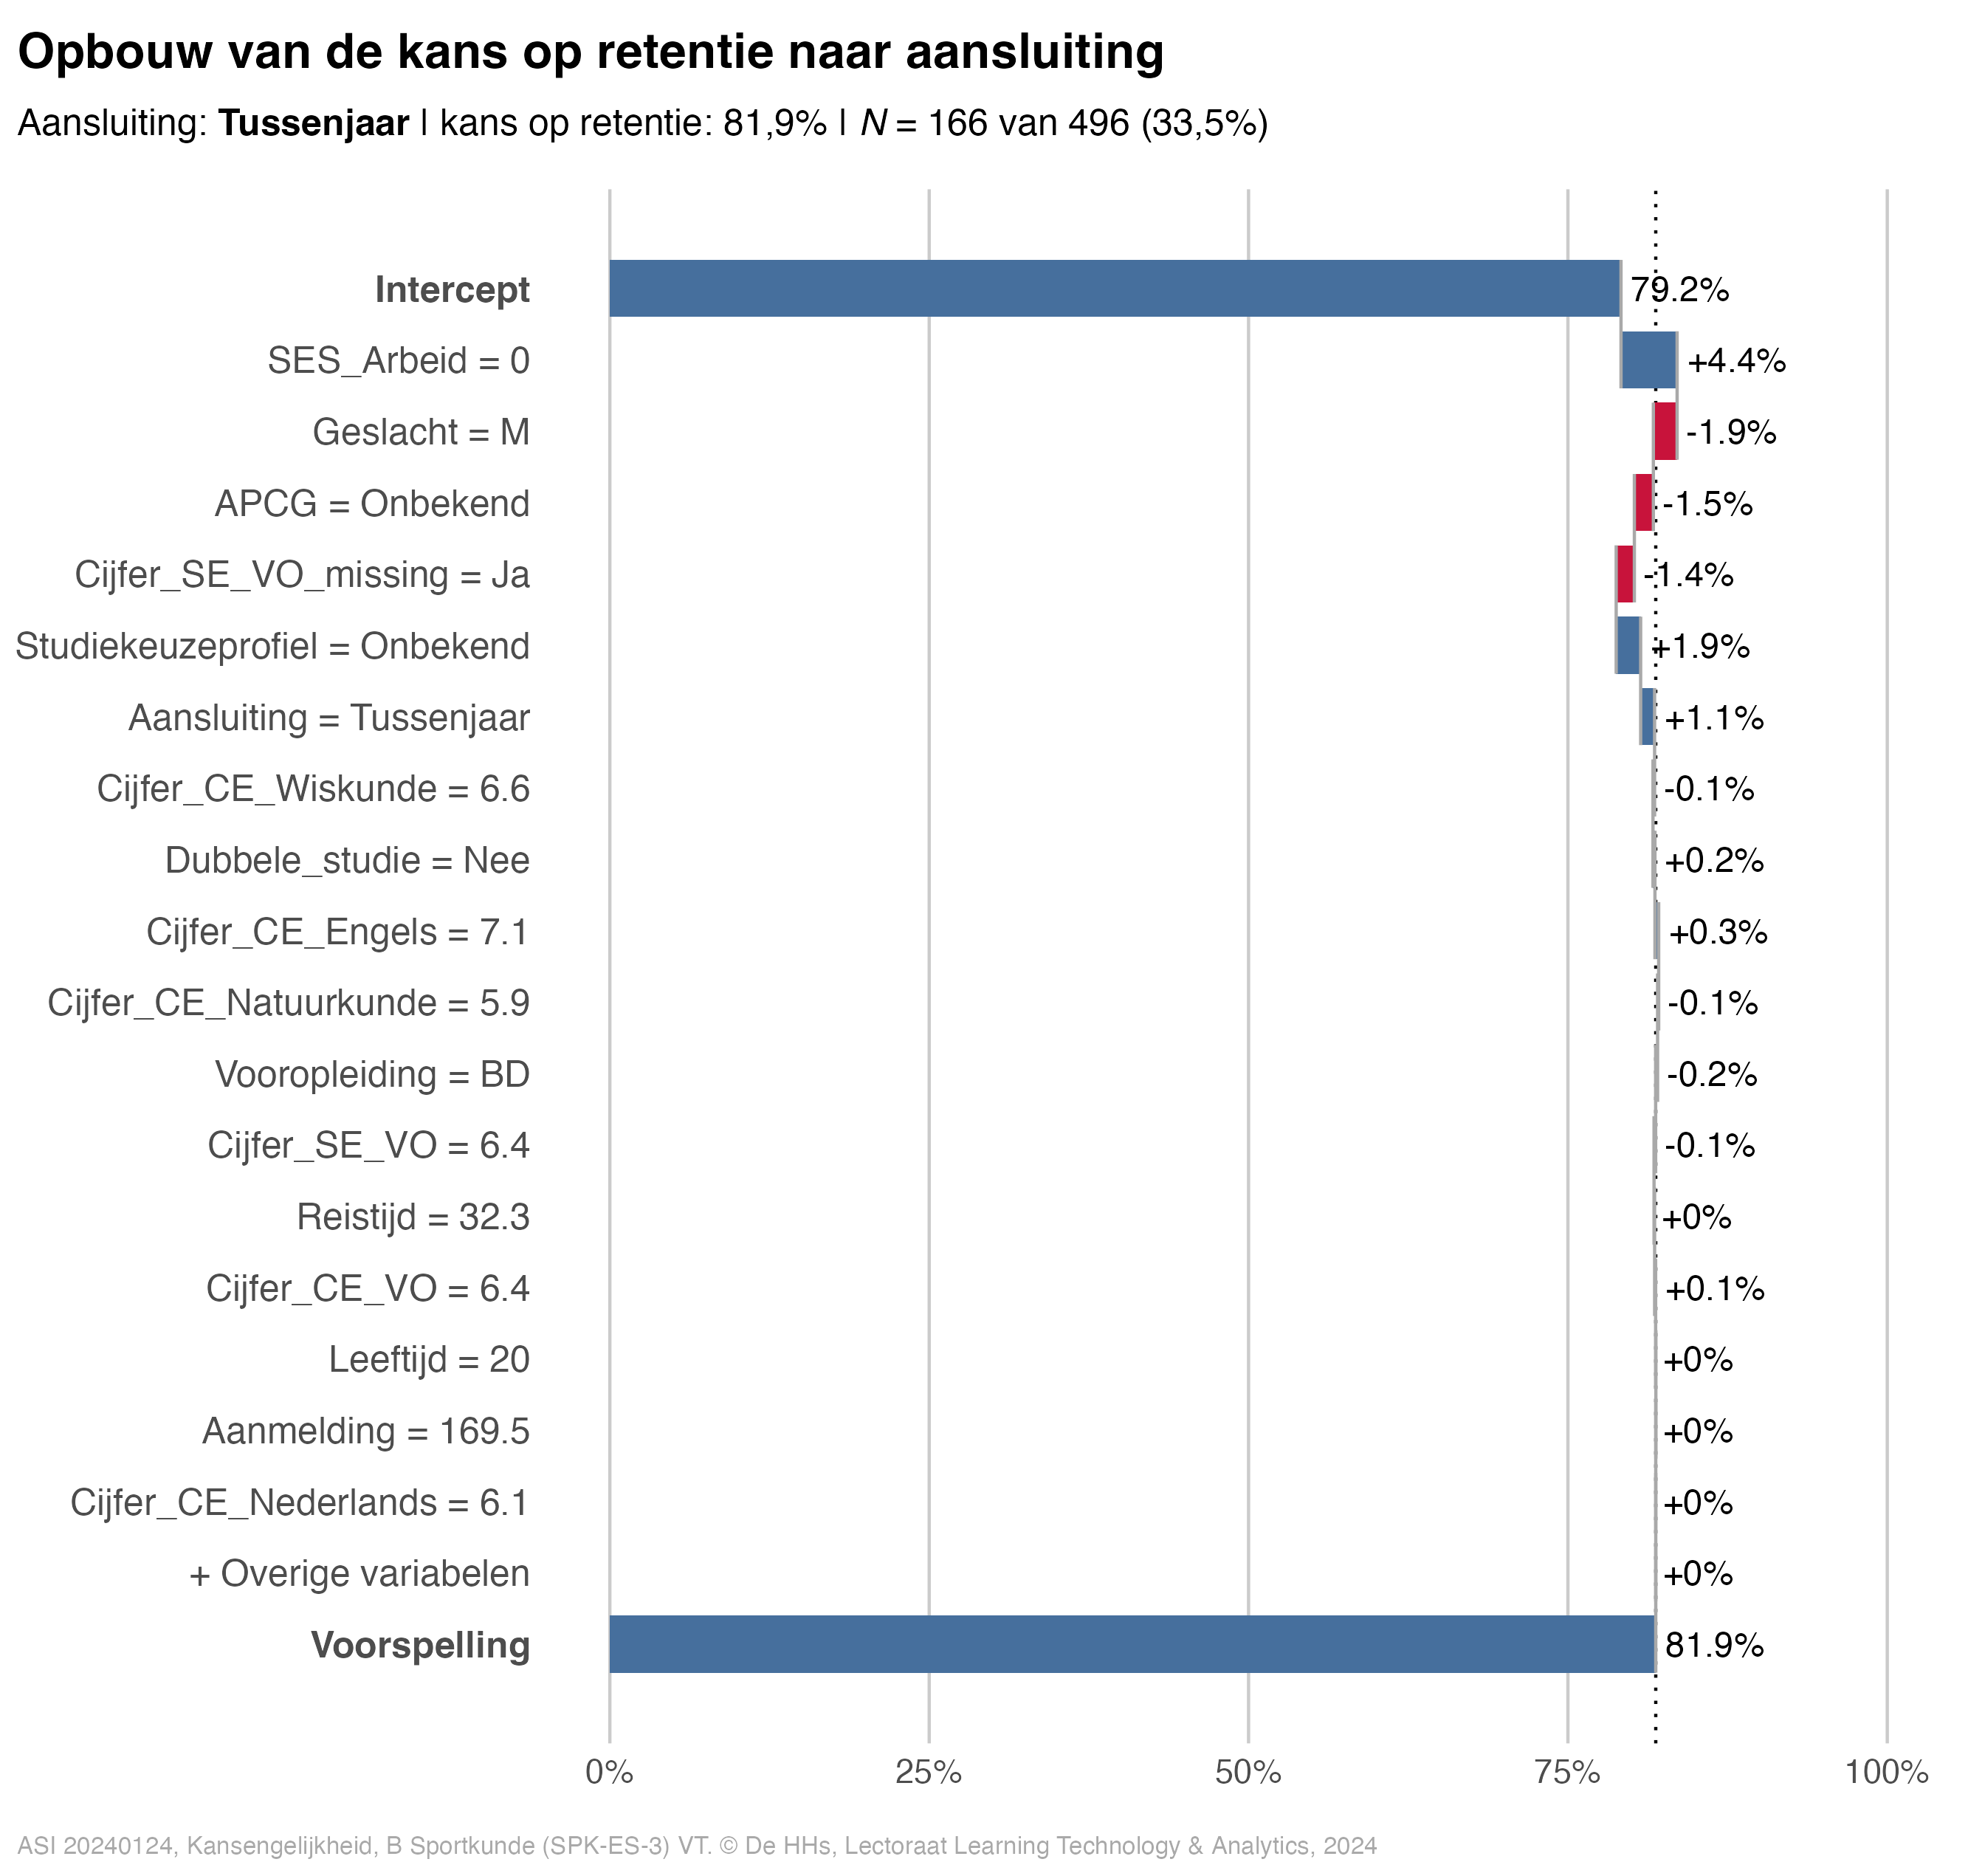 Opbouw van de kans op retentie naar aansluiting
Aansluiting: Tussenjaar | kans op retentie: 81,9% | N = 166 van 496 (33,5%)
Intercept 79.2%
SES_Arbeid = 0 +4.4%
Geslacht = M -1.9%
APCG = Onbekend -1.5%
Cijfer_SE_VO_missing = Ja -1.4%
Studiekeuzeprofiel = Onbekend +1.9%
Aansluiting = Tussenjaar +1.1%
Cijfer_CE_Wiskunde = 6.6 -0.1%
Dubbele_studie = Nee +0.2%
Cijfer_CE_Engels = 7.1 +0.3%
Cijfer_CE_Natuurkunde = 5.9 -0.1%
Vooropleiding = BD -0.2%
Cijfer_SE_VO = 6.4 -0.1%
Reistijd = 32.3 +0%
Cijfer_CE_VO = 6.4 +0.1%
Leeftijd = 20 +0%
Aanmelding = 169.5 +0%
Cijfer_CE_Nederlands = 6.1 +0%
+ Overige variabelen +0%
Voorspelling 81.9%
0% 25% 50% 75% 100%
ASI 20240124, Kansengelijkheid, B Sportkunde (SPK-ES-3) VT. © De HHs, Lectoraat Learning Technology & Analytics, 2024